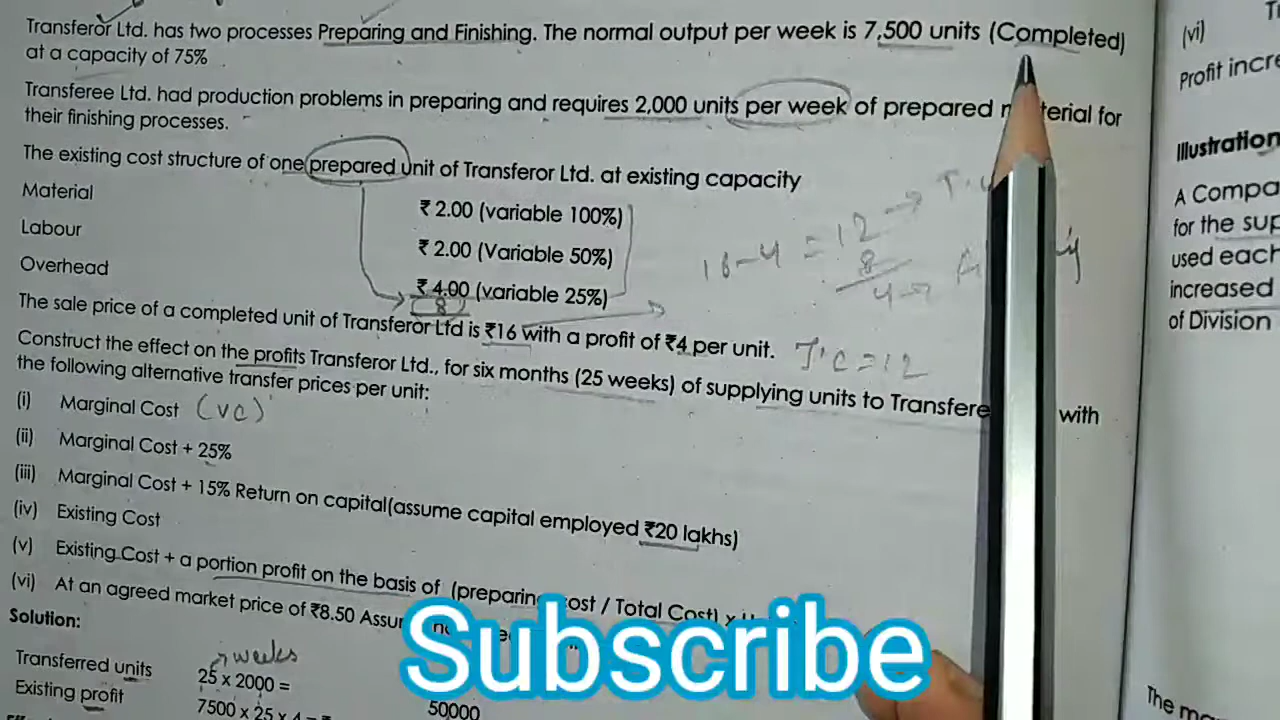 Transferor Ltd. has two processes Preparing and Finishing. The normal output per week is 7,500 units (Completed)
at a capacity of 75%
Transferee Ltd. had production problems in preparing and requires 2,000 units per week of prepared material for
their finishing processes.
The existing cost structure of one prepared unit of Transferor Ltd. at existing capacity
Material ₹ 2.00 (variable 100%)
Labour ₹ 2.00 (Variable 50%)
Overhead ₹ 4.00 (variable 25%)
8
16-4 = 12
8
4
The sale price of a completed unit of Transferor Ltd is ₹16 with a profit of ₹4 per unit.
T.C = 12
Construct the effect on the profits Transferor Ltd., for six months (25 weeks) of supplying units to with
the following alternative transfer prices per unit:
(i) Marginal Cost (VC)
(ii) Marginal Cost + 25%
(iii) Marginal Cost + 15% Return on capital(assume capital employed ₹20 lakhs)
(iv) Existing Cost
(v) Existing Cost + a portion profit on the basis of (preparing cost / Total Cost) x
(vi) At an agreed market price of ₹8.50
Solution:
weeks
Transferred units 25 x 2000 =
50000
Existing profit 7500 x 25 x 4 =
Subscribe
(vi)
Profit
Illustration
A
for the
used each
increased
of Division
The